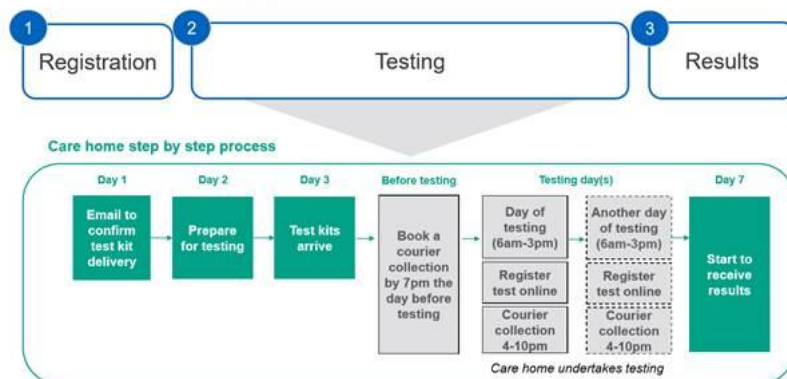 1
Registration
2
Testing
3
Results
Care home step by step process
Day 1
Email to
confirm
test kit
delivery
Day 2
Prepare
for testing
Day 3
Test kits
arrive
Before testing
Book a
courier
collection
by 7pm the
day before
testing
Testing day(s)
Day of
testing
(6am-3pm)
Register
test online
Courier
collection
4-10pm
Another day
of testing
(6am-3pm)
Register
test online
Courier
collection
4-10pm
Care home undertakes testing
Day 7
Start to
receive
results